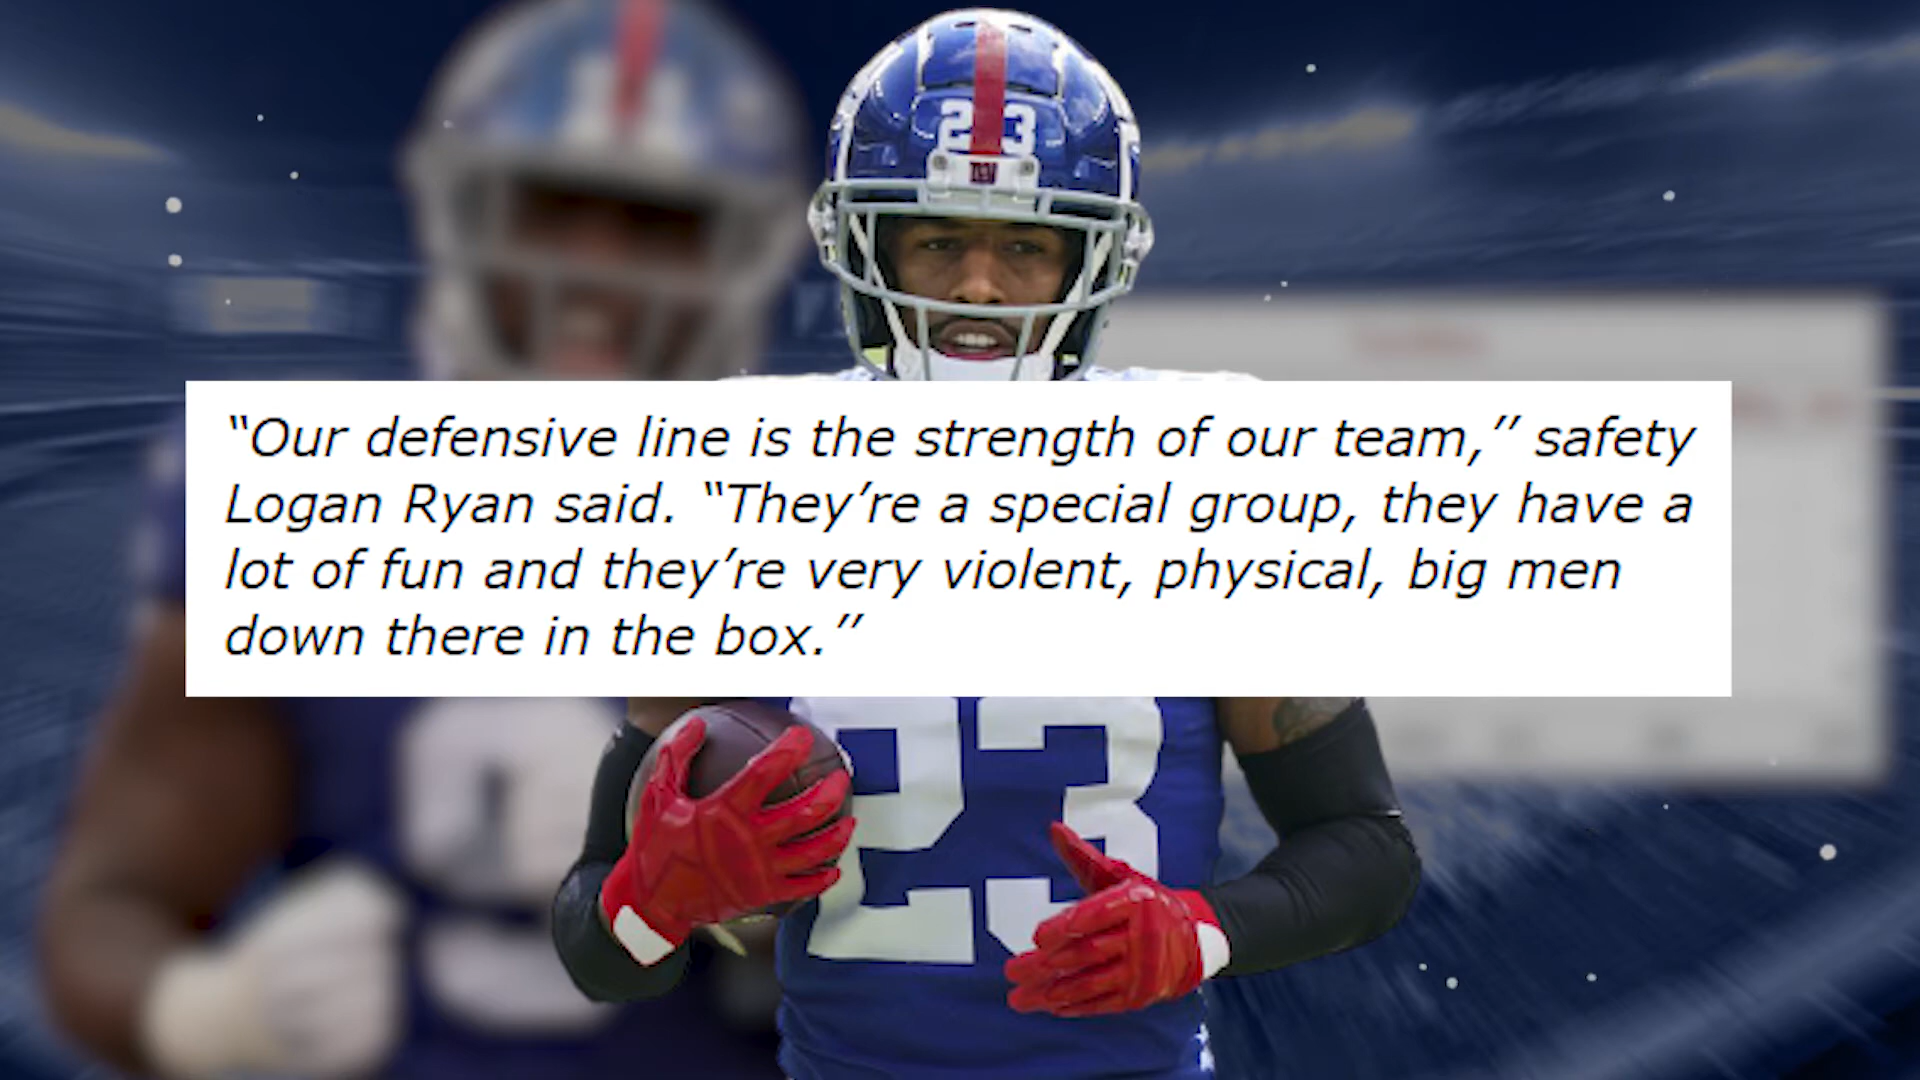 23
“Our defensive line is the strength of our team,” safety
Logan Ryan said. “They’re a special group, they have a
lot of fun and they’re very violent, physical, big men
down there in the box.”
23